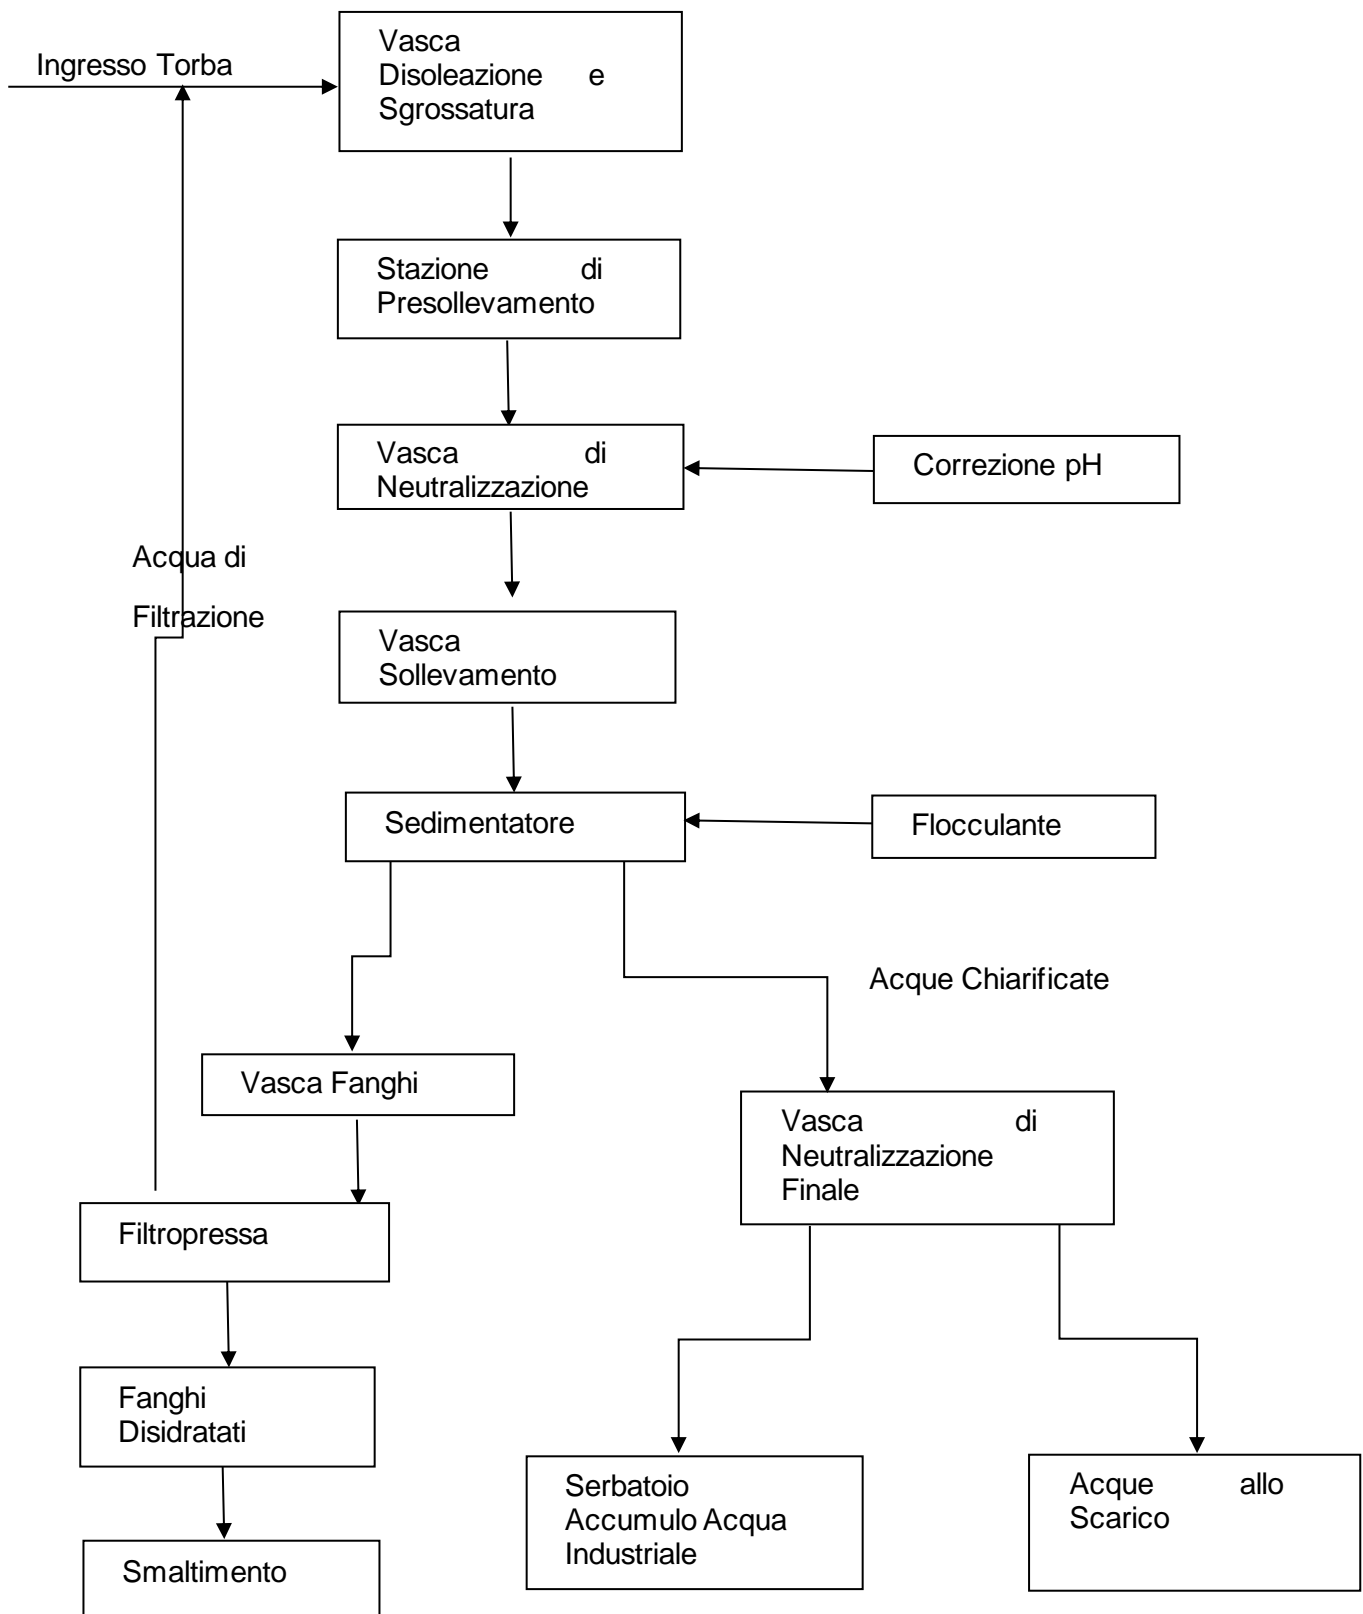 Ingresso Torba
Vasca
Disoleazione e
Sgrossatura
Stazione di
Presollevamento
Vasca di
Neutralizzazione
Correzione pH
Acqua di
Filtrazione
Vasca
Sollevamento
Sedimentatore
Flocculante
Acque Chiarificate
Vasca Fanghi
Vasca di
Neutralizzazione
Finale
Filtropressa
Fanghi
Disidratati
Serbatoio
Accumulo Acqua
Industriale
Acque allo
Scarico
Smaltimento